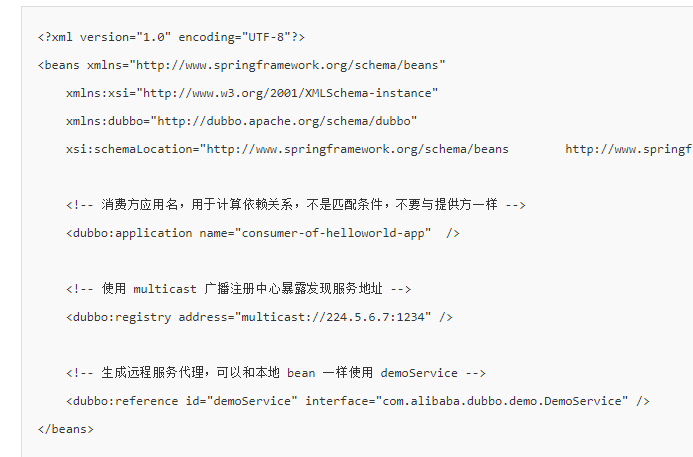 <?xml version="1.0" encoding="UTF-8"?>
<beans xmlns="http://www.springframework.org/schema/beans"
    xmlns:xsi="http://www.w3.org/2001/XMLSchema-instance"
    xmlns:dubbo="http://dubbo.apache.org/schema/dubbo"
    xsi:schemaLocation="http://www.springframework.org/schema/beans        http://www.springf
    <!-- 消费方应用名，用于计算依赖关系，不是匹配条件，不要与提供方一样 -->
    <dubbo:application name="consumer-of-helloworld-app"  />
    <!-- 使用 multicast 广播注册中心暴露发现服务地址 -->
    <dubbo:registry address="multicast://224.5.6.7:1234" />
    <!-- 生成远程服务代理，可以和本地 bean 一样使用 demoService -->
    <dubbo:reference id="demoService" interface="com.alibaba.dubbo.demo.DemoService" />
</beans>